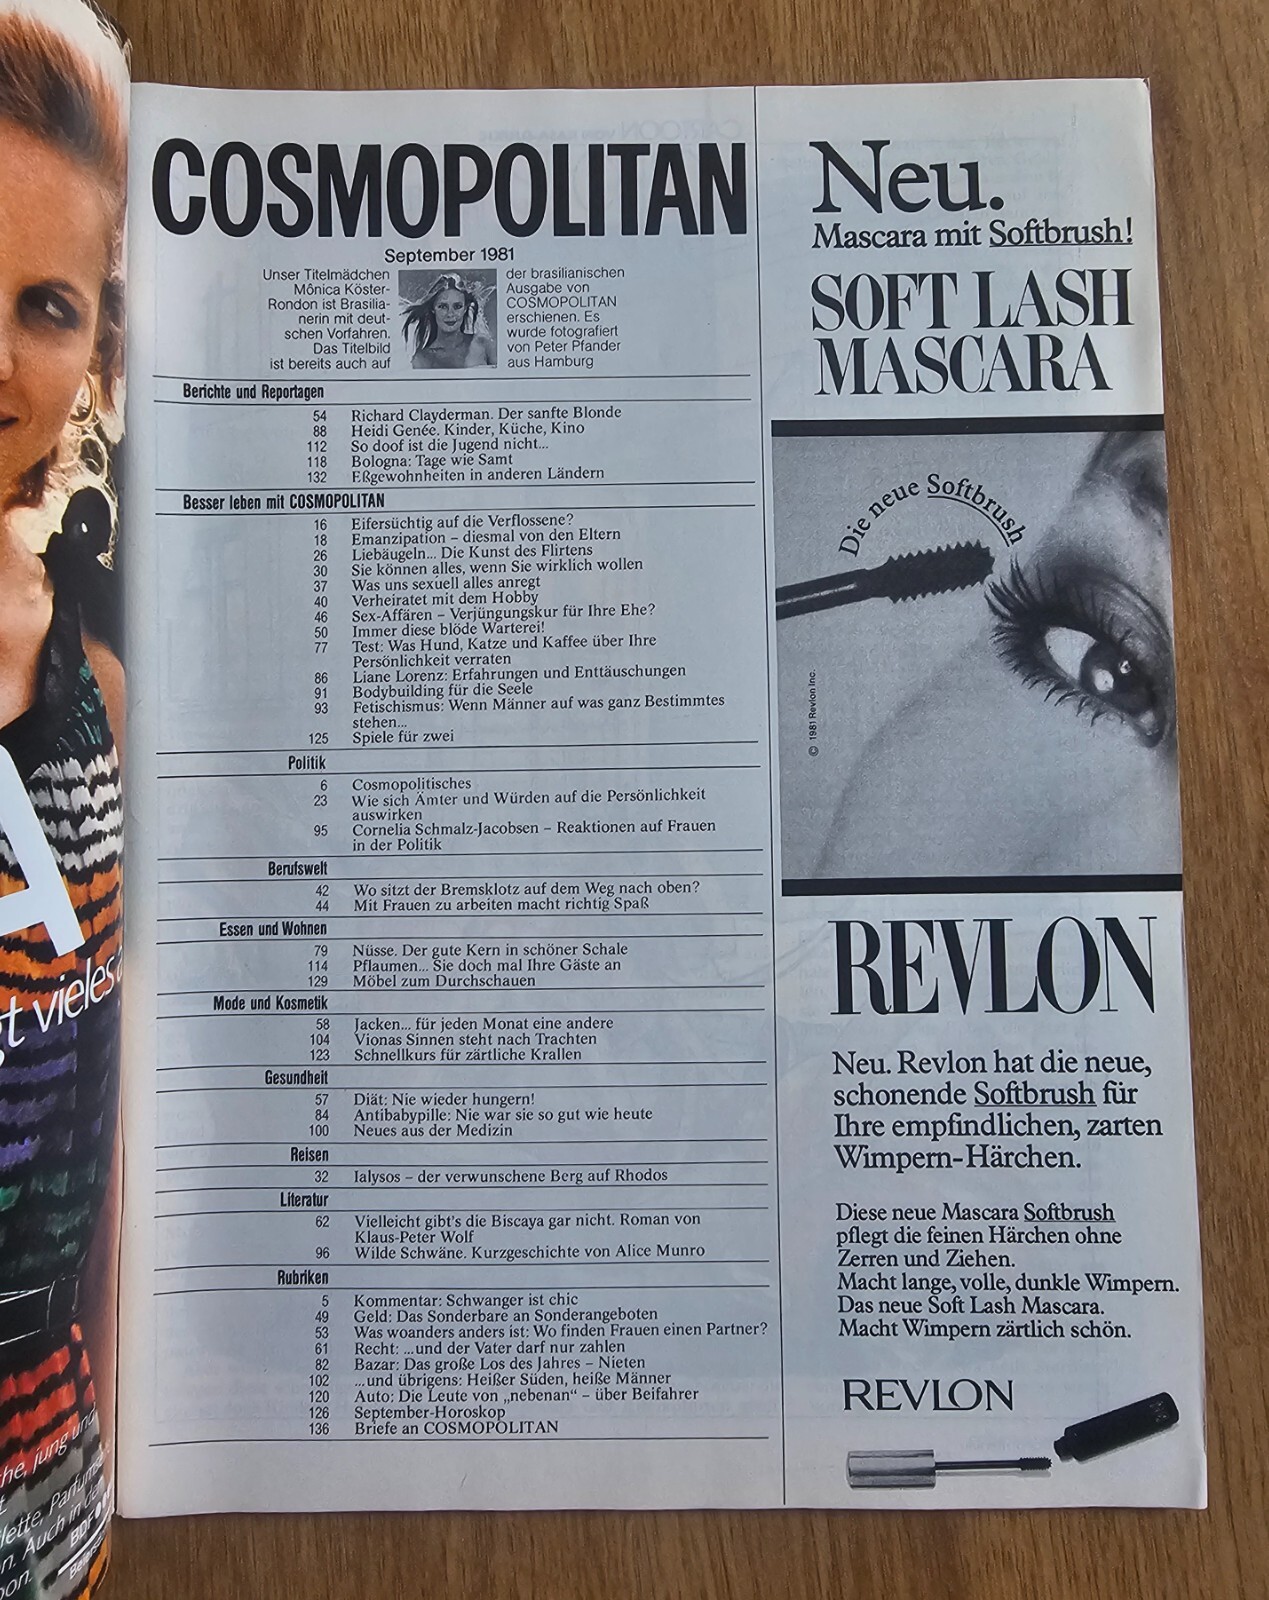 COSMOPOLITAN
September 1981
Unser Titelmädchen
Mônica Köster-
Rondon ist Brasilia-
nerin mit deut-
schen Vorfahren.
Das Titelbild
ist bereits auch auf
der brasilianischen
Ausgabe von
COSMOPOLITAN
erschienen. Es
wurde fotografiert
von Peter Pfander
aus Hamburg
Berichte und Reportagen
54 Richard Clayderman. Der sanfte Blonde
88 Heidi Genée. Kinder, Küche, Kino
112 So doof ist die Jugend nicht...
118 Bologna: Tage wie Samt
132 Eßgewohnheiten in anderen Ländern
Besser leben mit COSMOPOLITAN
16 Eifersüchtig auf die Verflossene?
18 Emanzipation – diesmal von den Eltern
26 Liebäugeln... Die Kunst des Flirtens
30 Sie können alles, wenn Sie wirklich wollen
37 Was uns sexuell alles anregt
40 Verheiratet mit dem Hobby
46 Sex-Affären – Verjüngungskur für Ihre Ehe?
50 Immer diese blöde Warterei!
77 Test: Was Hund, Katze und Kaffee über Ihre
Persönlichkeit verraten
86 Liane Lorenz: Erfahrungen und Enttäuschungen
91 Bodybuilding für die Seele
93 Fetischismus: Wenn Männer auf was ganz Bestimmtes
stehen...
125 Spiele für zwei
Politik
6 Cosmopolitisches
23 Wie sich Ämter und Würden auf die Persönlichkeit
auswirken
95 Cornelia Schmalz-Jacobsen – Reaktionen auf Frauen
in der Politik
Berufswelt
42 Wo sitzt der Bremsklotz auf dem Weg nach oben?
44 Mit Frauen zu arbeiten macht richtig Spaß
Essen und Wohnen
79 Nüsse. Der gute Kern in schöner Schale
114 Pflaumen... Sie doch mal Ihre Gäste an
129 Möbel zum Durchschauen
Mode und Kosmetik
58 Jacken... für jeden Monat eine andere
104 Vionas Sinnen steht nach Trachten
123 Schnellkurs für zärtliche Krallen
Gesundheit
57 Diät: Nie wieder hungern!
84 Antibabypille: Nie war sie so gut wie heute
100 Neues aus der Medizin
Reisen
32 Ialysos – der verwunschene Berg auf Rhodos
Literatur
62 Vielleicht gibt's die Biscaya gar nicht. Roman von
Klaus-Peter Wolf
96 Wilde Schwäne. Kurzgeschichte von Alice Munro
Rubriken
5 Kommentar: Schwanger ist chic
49 Geld: Das Sonderbare an Sonderangeboten
53 Was woanders anders ist: Wo finden Frauen einen Partner?
61 Recht: ...und der Vater darf nur zahlen
82 Bazar: Das große Los des Jahres – Nieten
102 ...und übrigens: Heißer Süden, heiße Männer
120 Auto: Die Leute von „nebenan“ – über Beifahrer
126 September-Horoskop
136 Briefe an COSMOPOLITAN
Neu.
Mascara mit Softbrush!
SOFT LASH
MASCARA
Die neue Softbrush
© 1981 Revlon Inc.
REVLON
Neu. Revlon hat die neue,
schonende Softbrush für
Ihre empfindlichen, zarten
Wimpern-Härchen.
Diese neue Mascara Softbrush
pflegt die feinen Härchen ohne
Zerren und Ziehen.
Macht lange, volle, dunkle Wimpern.
Das neue Soft Lash Mascara.
Macht Wimpern zärtlich schön.
REVLON
A
vieles
jung und
Parfums
Auch in der
BDF